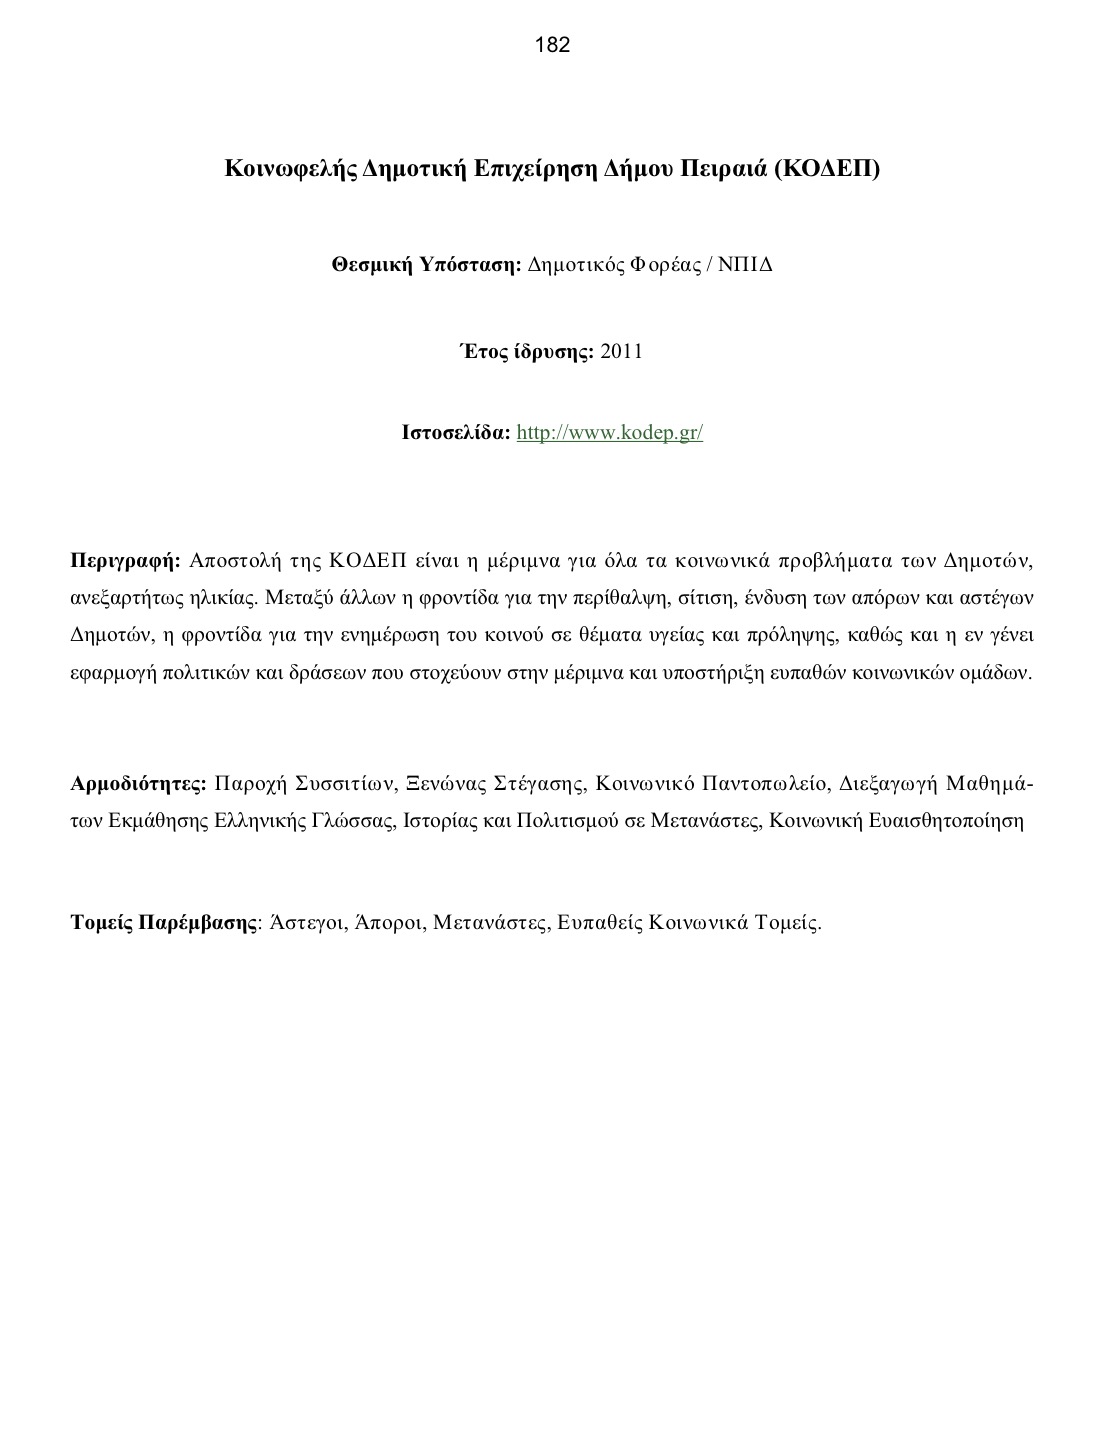 182
Κοινωφελής Δημοτική Επιχείρηση Δήμου Πειραιά (ΚΟΔΕΠ)
Θεσμική Υπόσταση: Δημοτικός Φορέας / ΝΠΙΔ
Έτος ίδρυσης: 2011
Ιστοσελίδα: http://www.kodep.gr/
Περιγραφή: Αποστολή της ΚΟΔΕΠ είναι η μέριμνα για όλα τα κοινωνικά προβλήματα των Δημοτών,
ανεξαρτήτως ηλικίας. Μεταξύ άλλων η φροντίδα για την περίθαλψη, σίτιση, ένδυση των απόρων και αστέγων
Δημοτών, η φροντίδα για την ενημέρωση του κοινού σε θέματα υγείας και πρόληψης, καθώς και η εν γένει
εφαρμογή πολιτικών και δράσεων που στοχεύουν στην μέριμνα και υποστήριξη ευπαθών κοινωνικών ομάδων.
Αρμοδιότητες: Παροχή Συσσιτίων, Ξενώνας Στέγασης, Κοινωνικό Παντοπωλείο, Διεξαγωγή Μαθημά-
των Εκμάθησης Ελληνικής Γλώσσας, Ιστορίας και Πολιτισμού σε Μετανάστες, Κοινωνική Ευαισθητοποίηση
Τομείς Παρέμβασης: Άστεγοι, Άποροι, Μετανάστες, Ευπαθείς Κοινωνικά Τομείς.